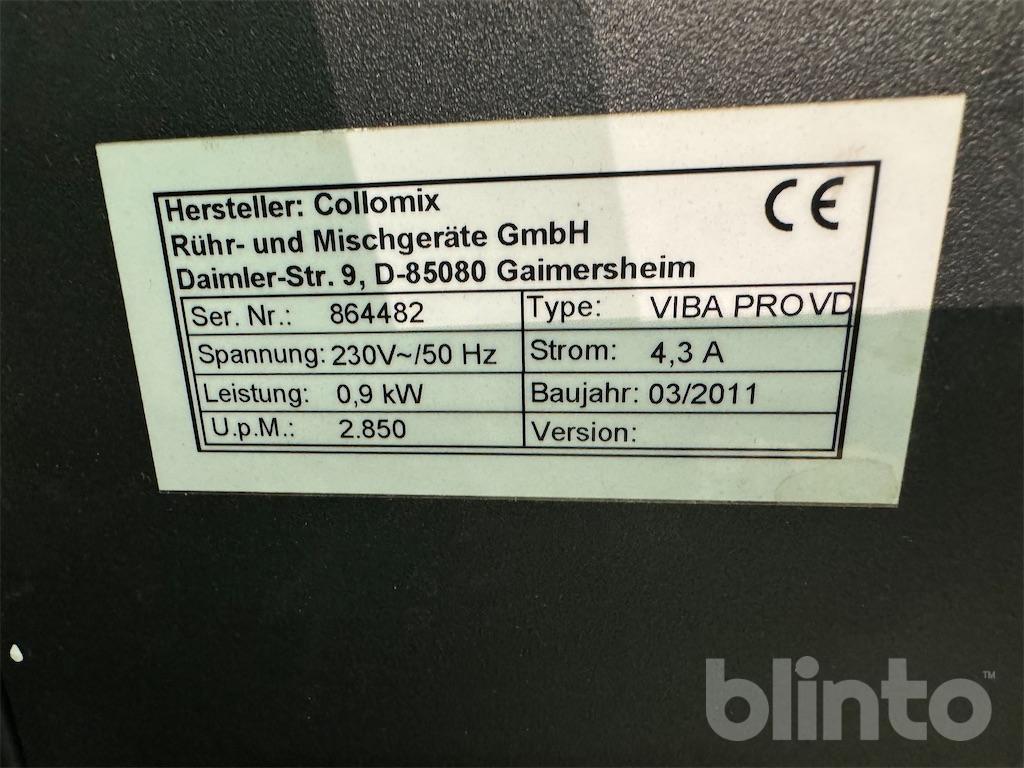 Hersteller: Collomix
Rühr- und Mischgeräte GmbH
Daimler-Str. 9, D-85080 Gaimersheim
CE
Ser. Nr.: 864482 Type: VIBA PRO VD
Spannung: 230V~/50 Hz Strom: 4,3 A
Leistung: 0,9 kW Baujahr: 03/2011
U.p.M.: 2.850 Version:
blinto™